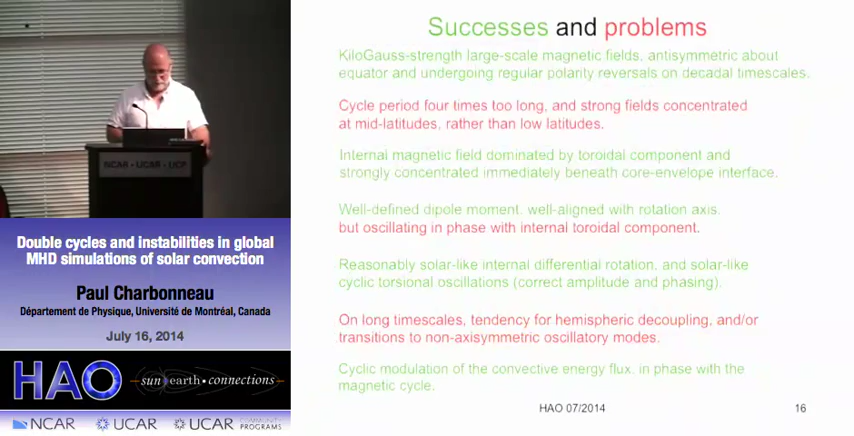 Successes and problems
KiloGauss-strength large-scale magnetic fields, antisymmetric about
equator and undergoing regular polarity reversals on decadal timescales.
Cycle period four times too long, and strong fields concentrated
at mid-latitudes, rather than low latitudes.
Internal magnetic field dominated by toroidal component and
strongly concentrated immediately beneath core-envelope interface.
Well-defined dipole moment, well-aligned with rotation axis,
but oscillating in phase with internal toroidal component.
Reasonably solar-like internal differential rotation, and solar-like
cyclic torsional oscillations (correct amplitude and phasing).
On long timescales, tendency for hemispheric decoupling, and/or
transitions to non-axisymmetric oscillatory modes.
Cyclic modulation of the convective energy flux, in phase with the
magnetic cycle.
HAO 07/2014
16
NCAR • UCAR • UCP
Double cycles and instabilities in global
MHD simulations of solar convection
Paul Charbonneau
Département de Physique, Université de Montréal, Canada
July 16, 2014
HAO
sun earth • connections
NCAR
UCAR
UCAR COMMUNITY
PROGRAMS